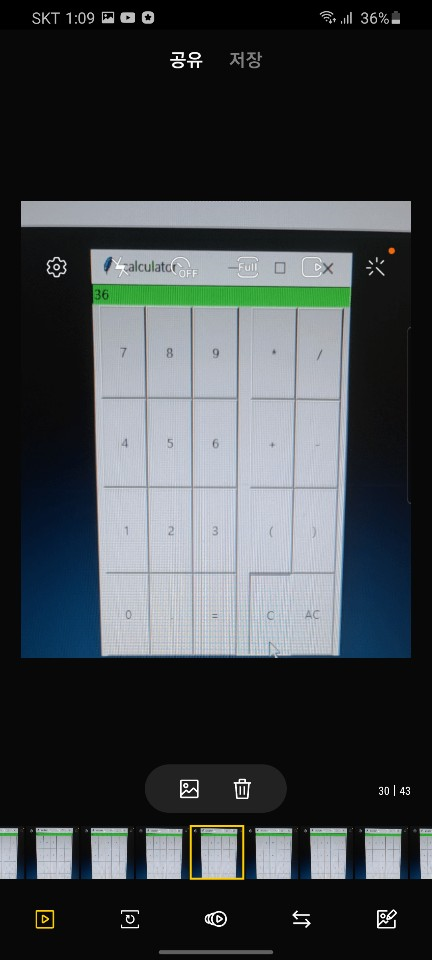 SKT 1:09
36%
공유 저장
calculator
OFF
Full
36
7 8 9 * /
4 5 6 + -
1 2 3 ( )
0 . = C AC
30 | 43